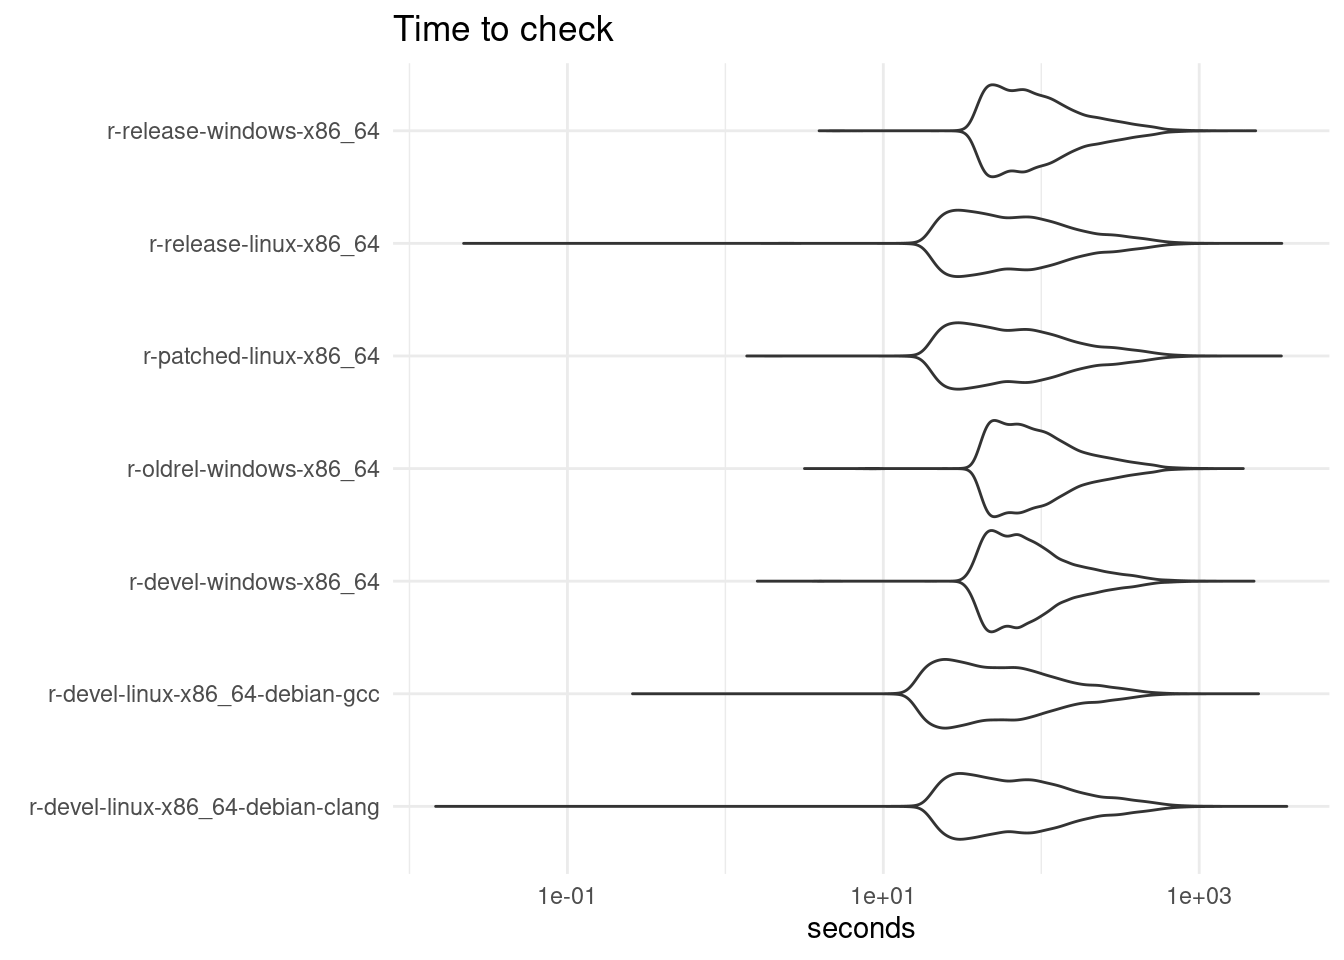 Time to check
r-release-windows-x86_64
r-release-linux-x86_64
r-patched-linux-x86_64
r-oldrel-windows-x86_64
r-devel-windows-x86_64
r-devel-linux-x86_64-debian-gcc
r-devel-linux-x86_64-debian-clang
1e-01 1e+01 1e+03
seconds